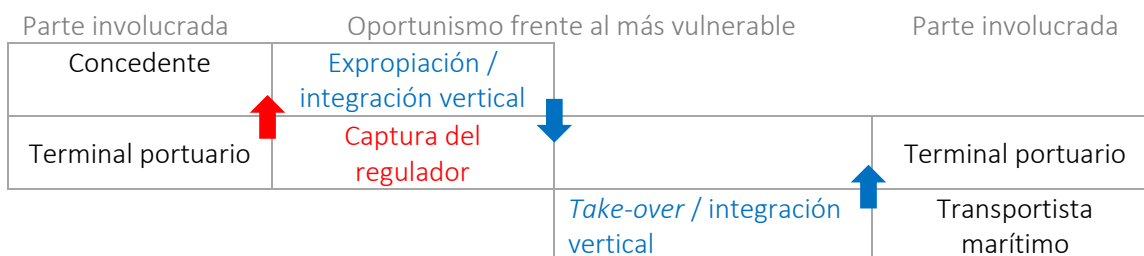 Parte involucrada
Oportunismo frente al más vulnerable
Parte involucrada
Concedente
Expropiación /
integración vertical
Terminal portuario
Captura del
regulador
Terminal portuario
Take-over / integración
vertical
Transportista
marítimo